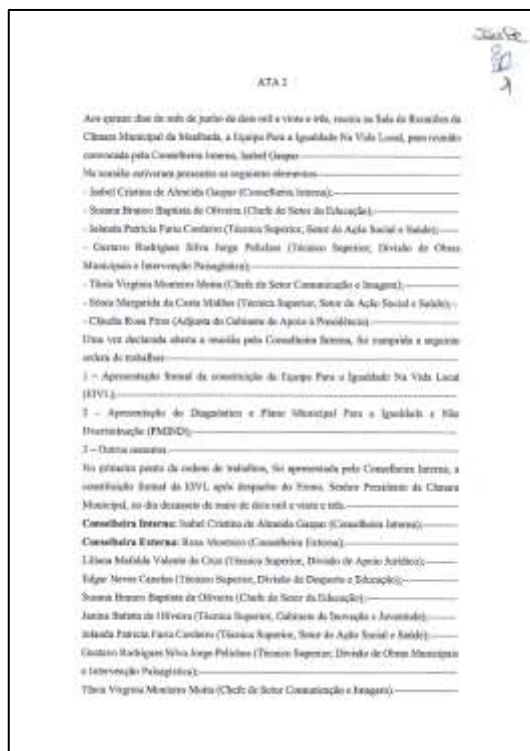 ATA 2
Aos quinze dias do mês de junho de dois mil e vinte e três, reuniu na Sala de Reuniões da
Câmara Municipal da Mealhada, a Equipa Para a Igualdade Na Vida Local, para reunião
convocada pela Conselheira Interna, Isabel Gaspar.
Na reunião estiveram presentes os seguintes elementos
- Isabel Cristina de Almeida Gaspar (Conselheira Interna);
- Susana Branco Baptista de Oliveira (Chefe do Setor da Educação);
- Iolanda Patrícia Faria Cordeiro (Técnica Superior, Setor de Ação Social e Saúde);
- Gustavo Rodrigues Silva Jorge (Técnico Superior, Divisão de Obras
Municipais e Intervenção Paisagística);
- Virgínia Monteiro (Chefe do Setor Comunicação e Imagem);
- Sónia Margarida da Costa (Técnica Superior, Setor de Ação Social e Saúde);
- Cláudia Rosa Pires (Adjunta do Gabinete de Apoio à Presidência)
Uma vez declarada aberta a reunião pela Conselheira Interna, foi cumprida a seguinte
ordem de trabalhos
1 – Apresentação formal da constituição da Equipa Para a Igualdade Na Vida Local
(EIVL);
2 – Apresentação do Diagnóstico e Plano Municipal Para a Igualdade e Não
Discriminação (PMIND);
3 – Outros assuntos
No primeiro ponto da ordem de trabalhos, foi apresentada pela Conselheira Interna, a
constituição formal da EIVL após despacho do Exmo. Senhor Presidente da Câmara
Municipal, no dia dezasseis de maio de dois mil e vinte e três.
Conselheira Interna: Isabel Cristina de Almeida Gaspar (Conselheira Interna);
Conselheira Externa: Rosa Monteiro (Conselheira Externa);
Liliana Mafalda Valente da Cruz (Técnica Superior, Divisão de Apoio Jurídico);
Edgar Neves Canelas (Técnico Superior, Divisão de Desporto e Educação);
Susana Branco Baptista de Oliveira (Chefe do Setor da Educação);
Janine Batista de Oliveira (Técnica Superior, Gabinete de Inovação e Juventude);
Iolanda Patrícia Faria Cordeiro (Técnica Superior, Setor de Ação Social e Saúde);
Gustavo Rodrigues Silva Jorge (Técnico Superior, Divisão de Obras Municipais
e Intervenção Paisagística);
Virgínia Monteiro (Chefe do Setor Comunicação e Imagem).